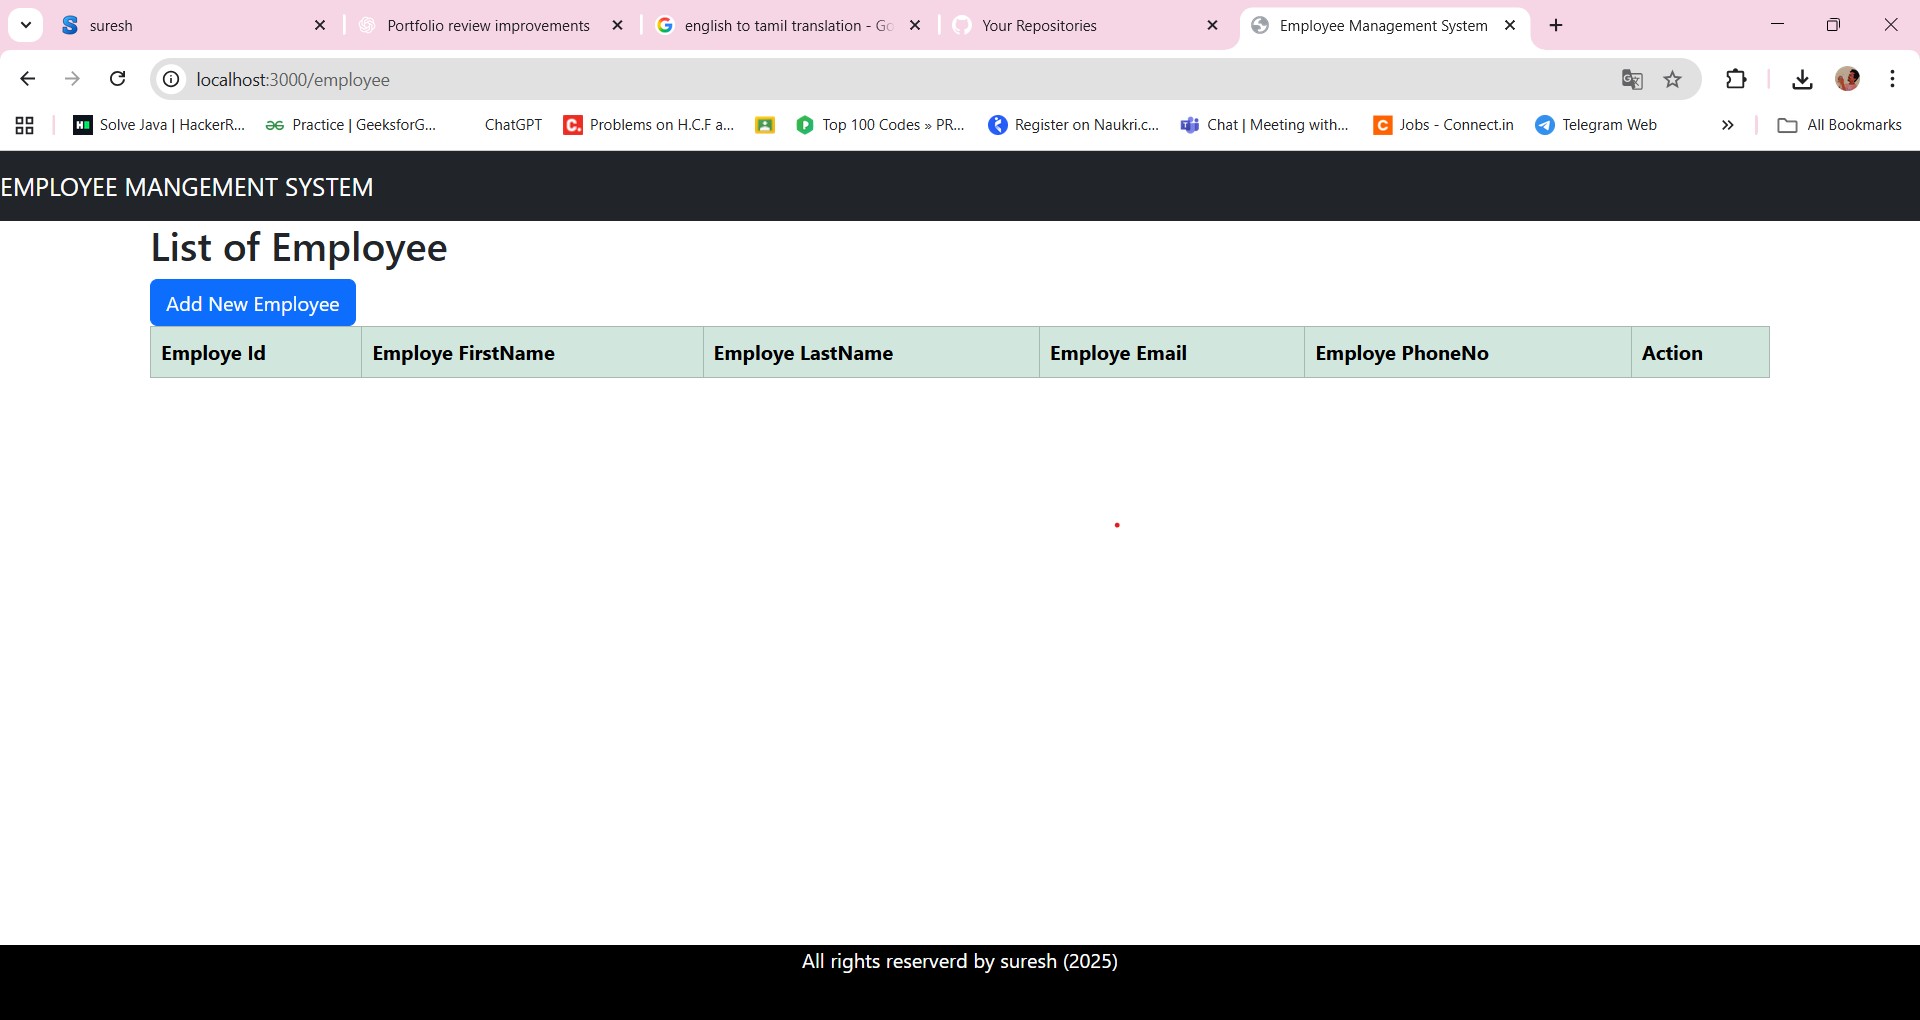 suresh
Portfolio review improvements
english to tamil translation - Go
Your Repositories
Employee Management System
localhost:3000/employee
Solve Java | HackerR...
Practice | GeeksforG...
ChatGPT
Problems on H.C.F a...
Top 100 Codes » PR...
Register on Naukri.c...
Chat | Meeting with...
Jobs - Connect.in
Telegram Web
All Bookmarks
EMPLOYEE MANGEMENT SYSTEM
List of Employee
Add New Employee
Employe Id
Employe FirstName
Employe LastName
Employe Email
Employe PhoneNo
Action
All rights reserverd by suresh (2025)